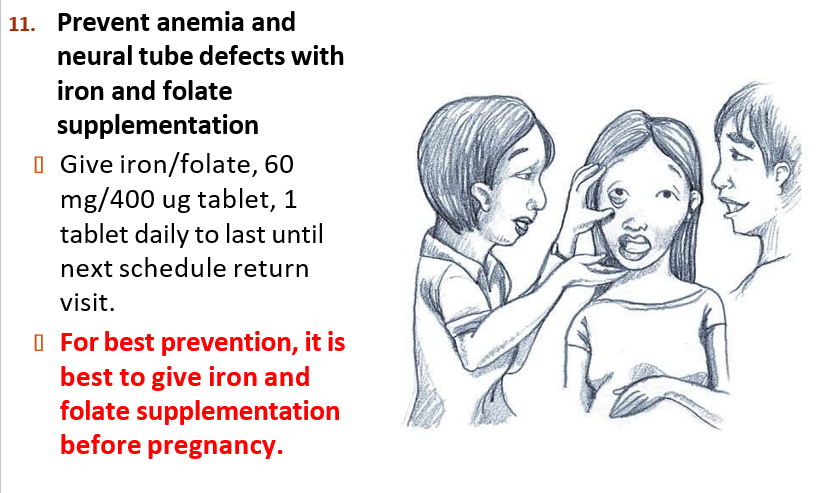 11. Prevent anemia and
neural tube defects with
iron and folate
supplementation
▯ Give iron/folate, 60
mg/400 ug tablet, 1
tablet daily to last until
next schedule return
visit.
▯ For best prevention, it is
best to give iron and
folate supplementation
before pregnancy.